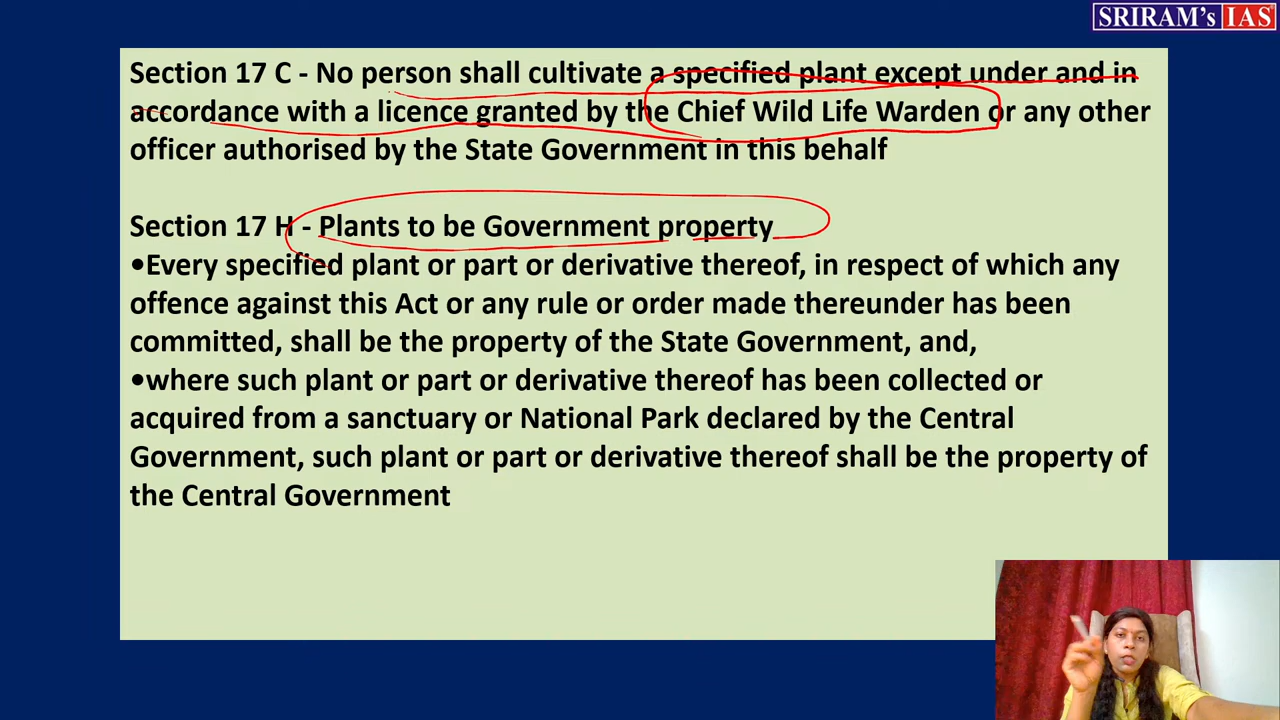 SRIRAM's IAS
Section 17 C - No person shall cultivate a specified plant except under and in
accordance with a licence granted by the Chief Wild Life Warden or any other
officer authorised by the State Government in this behalf
Section 17 H - Plants to be Government property
•Every specified plant or part or derivative thereof, in respect of which any
offence against this Act or any rule or order made thereunder has been
committed, shall be the property of the State Government, and,
•where such plant or part or derivative thereof has been collected or
acquired from a sanctuary or National Park declared by the Central
Government, such plant or part or derivative thereof shall be the property of
the Central Government